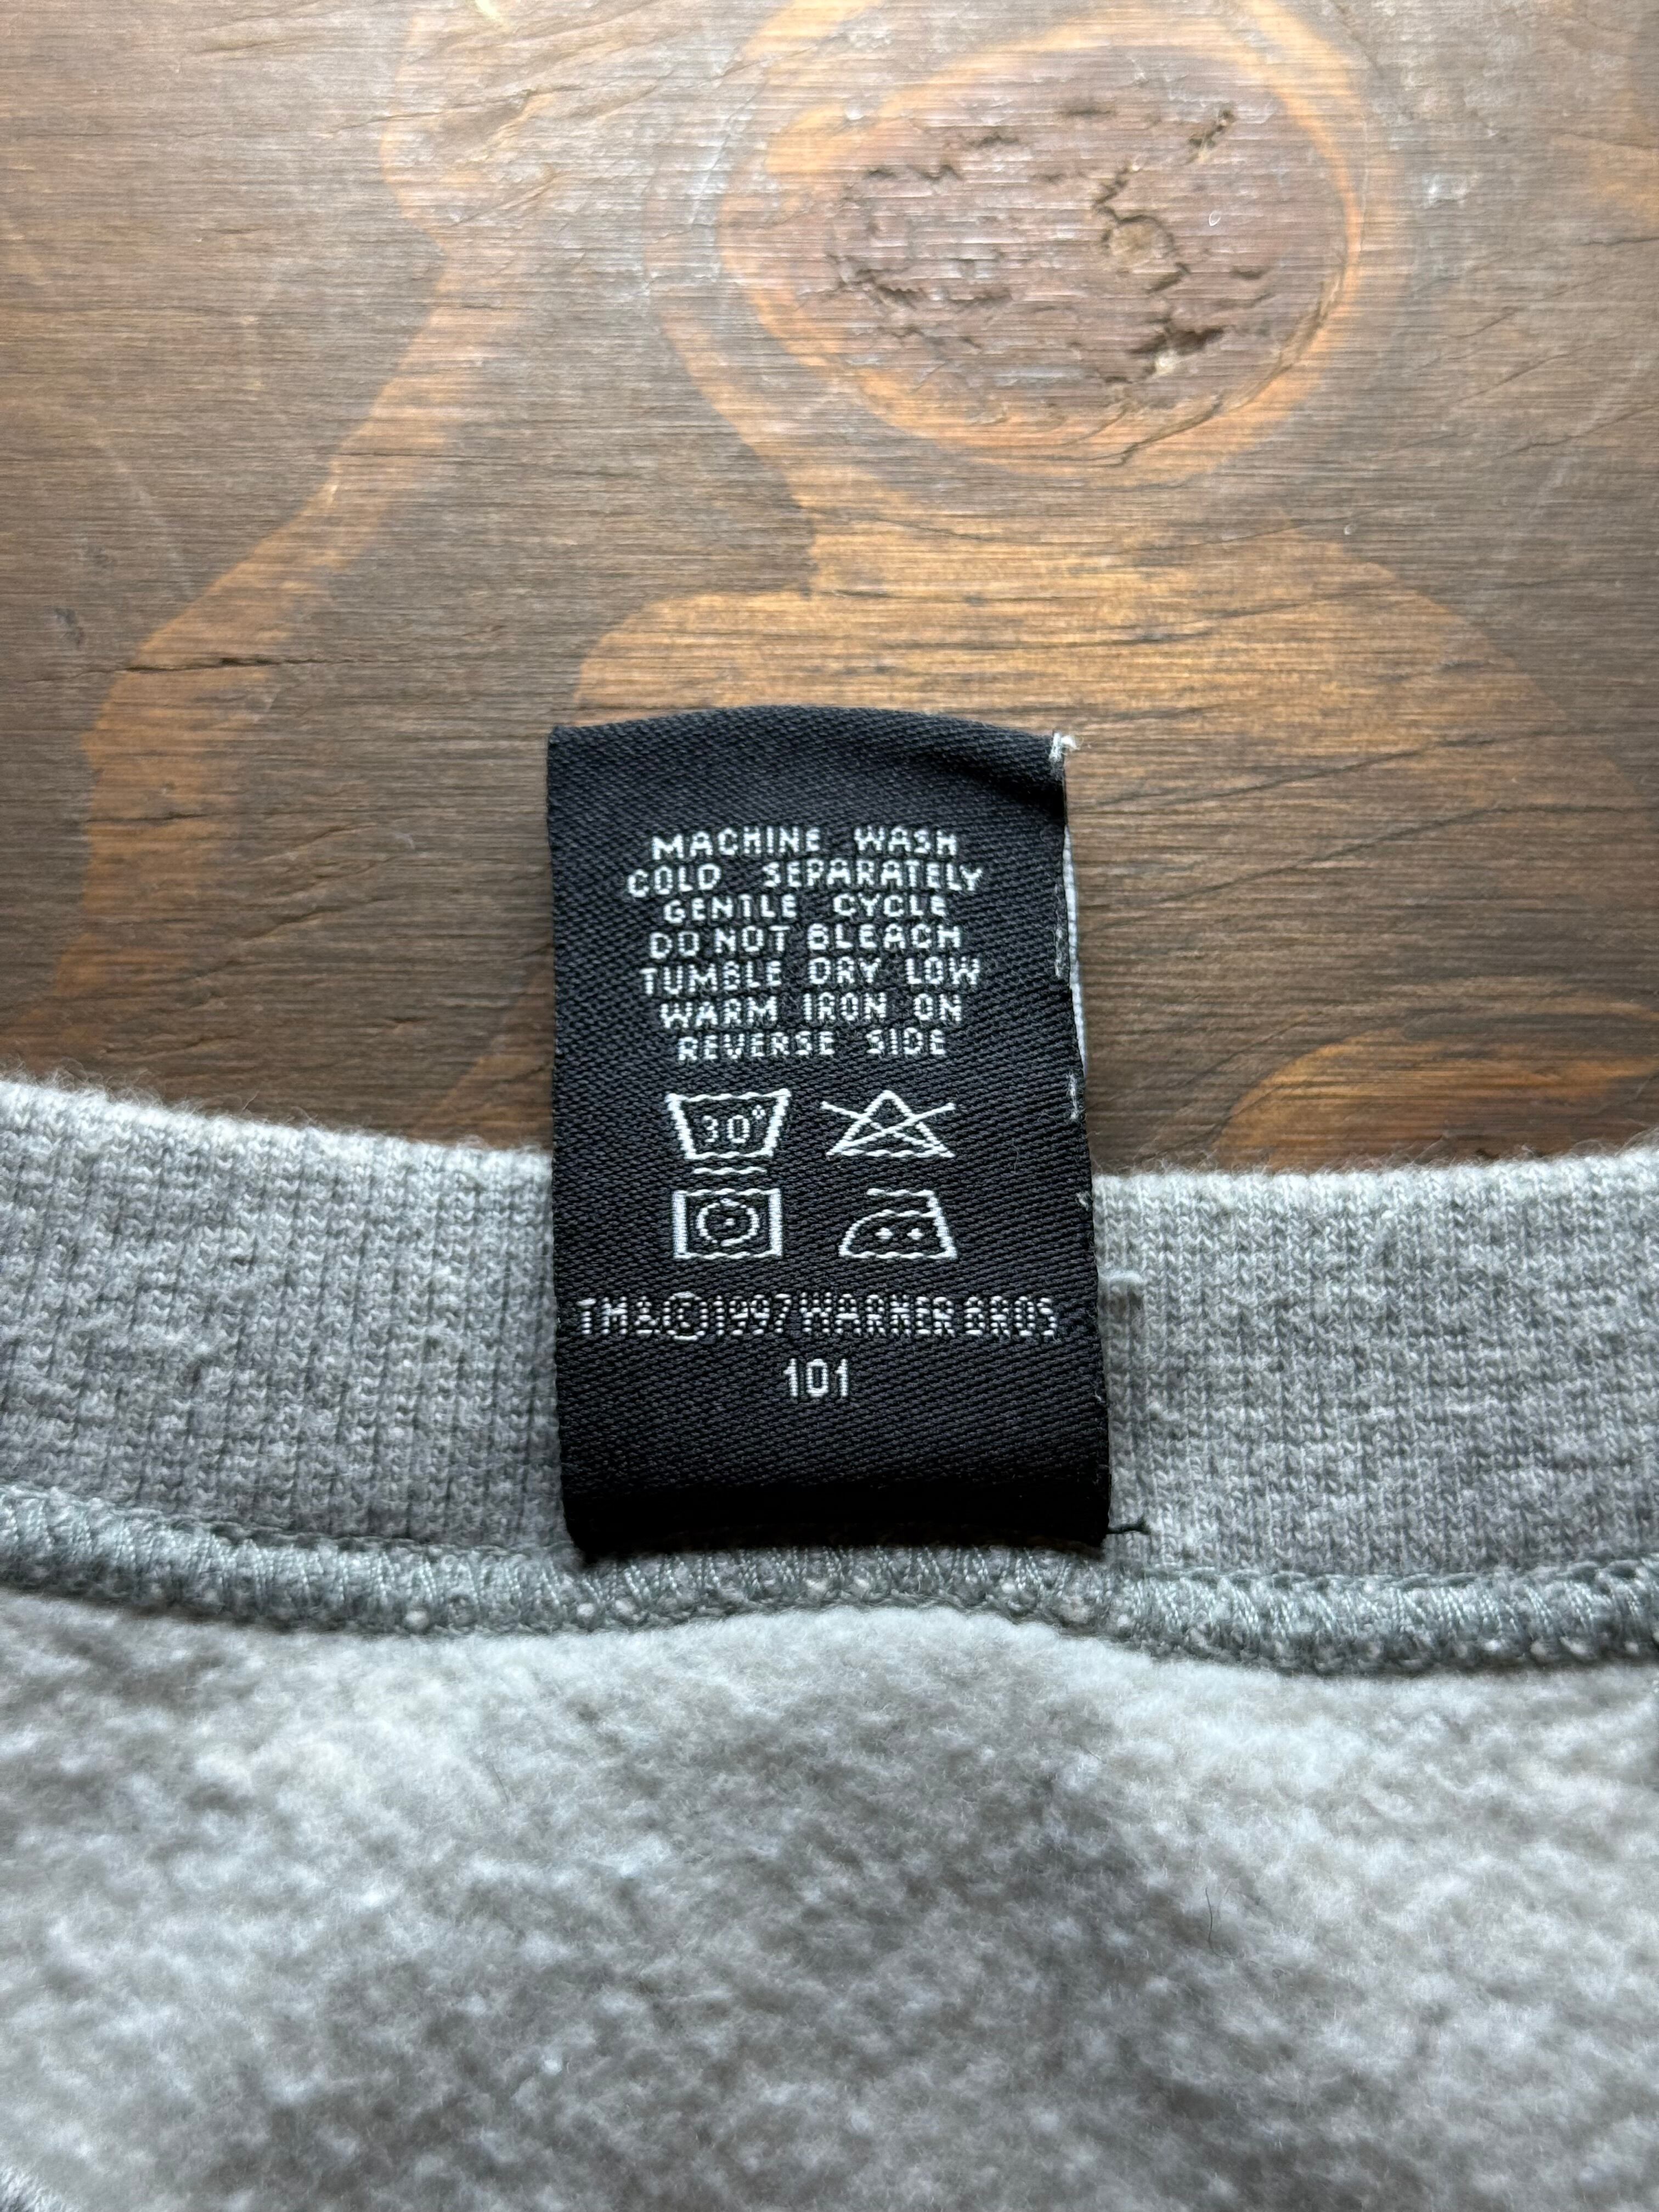 MACHINE WASH
COLD SEPARATELY
GENTLE CYCLE
DO NOT BLEACH
TUMBLE DRY LOW
WARM IRON ON
REVERSE SIDE
30°
TM&©1997 WARNER BROS
101